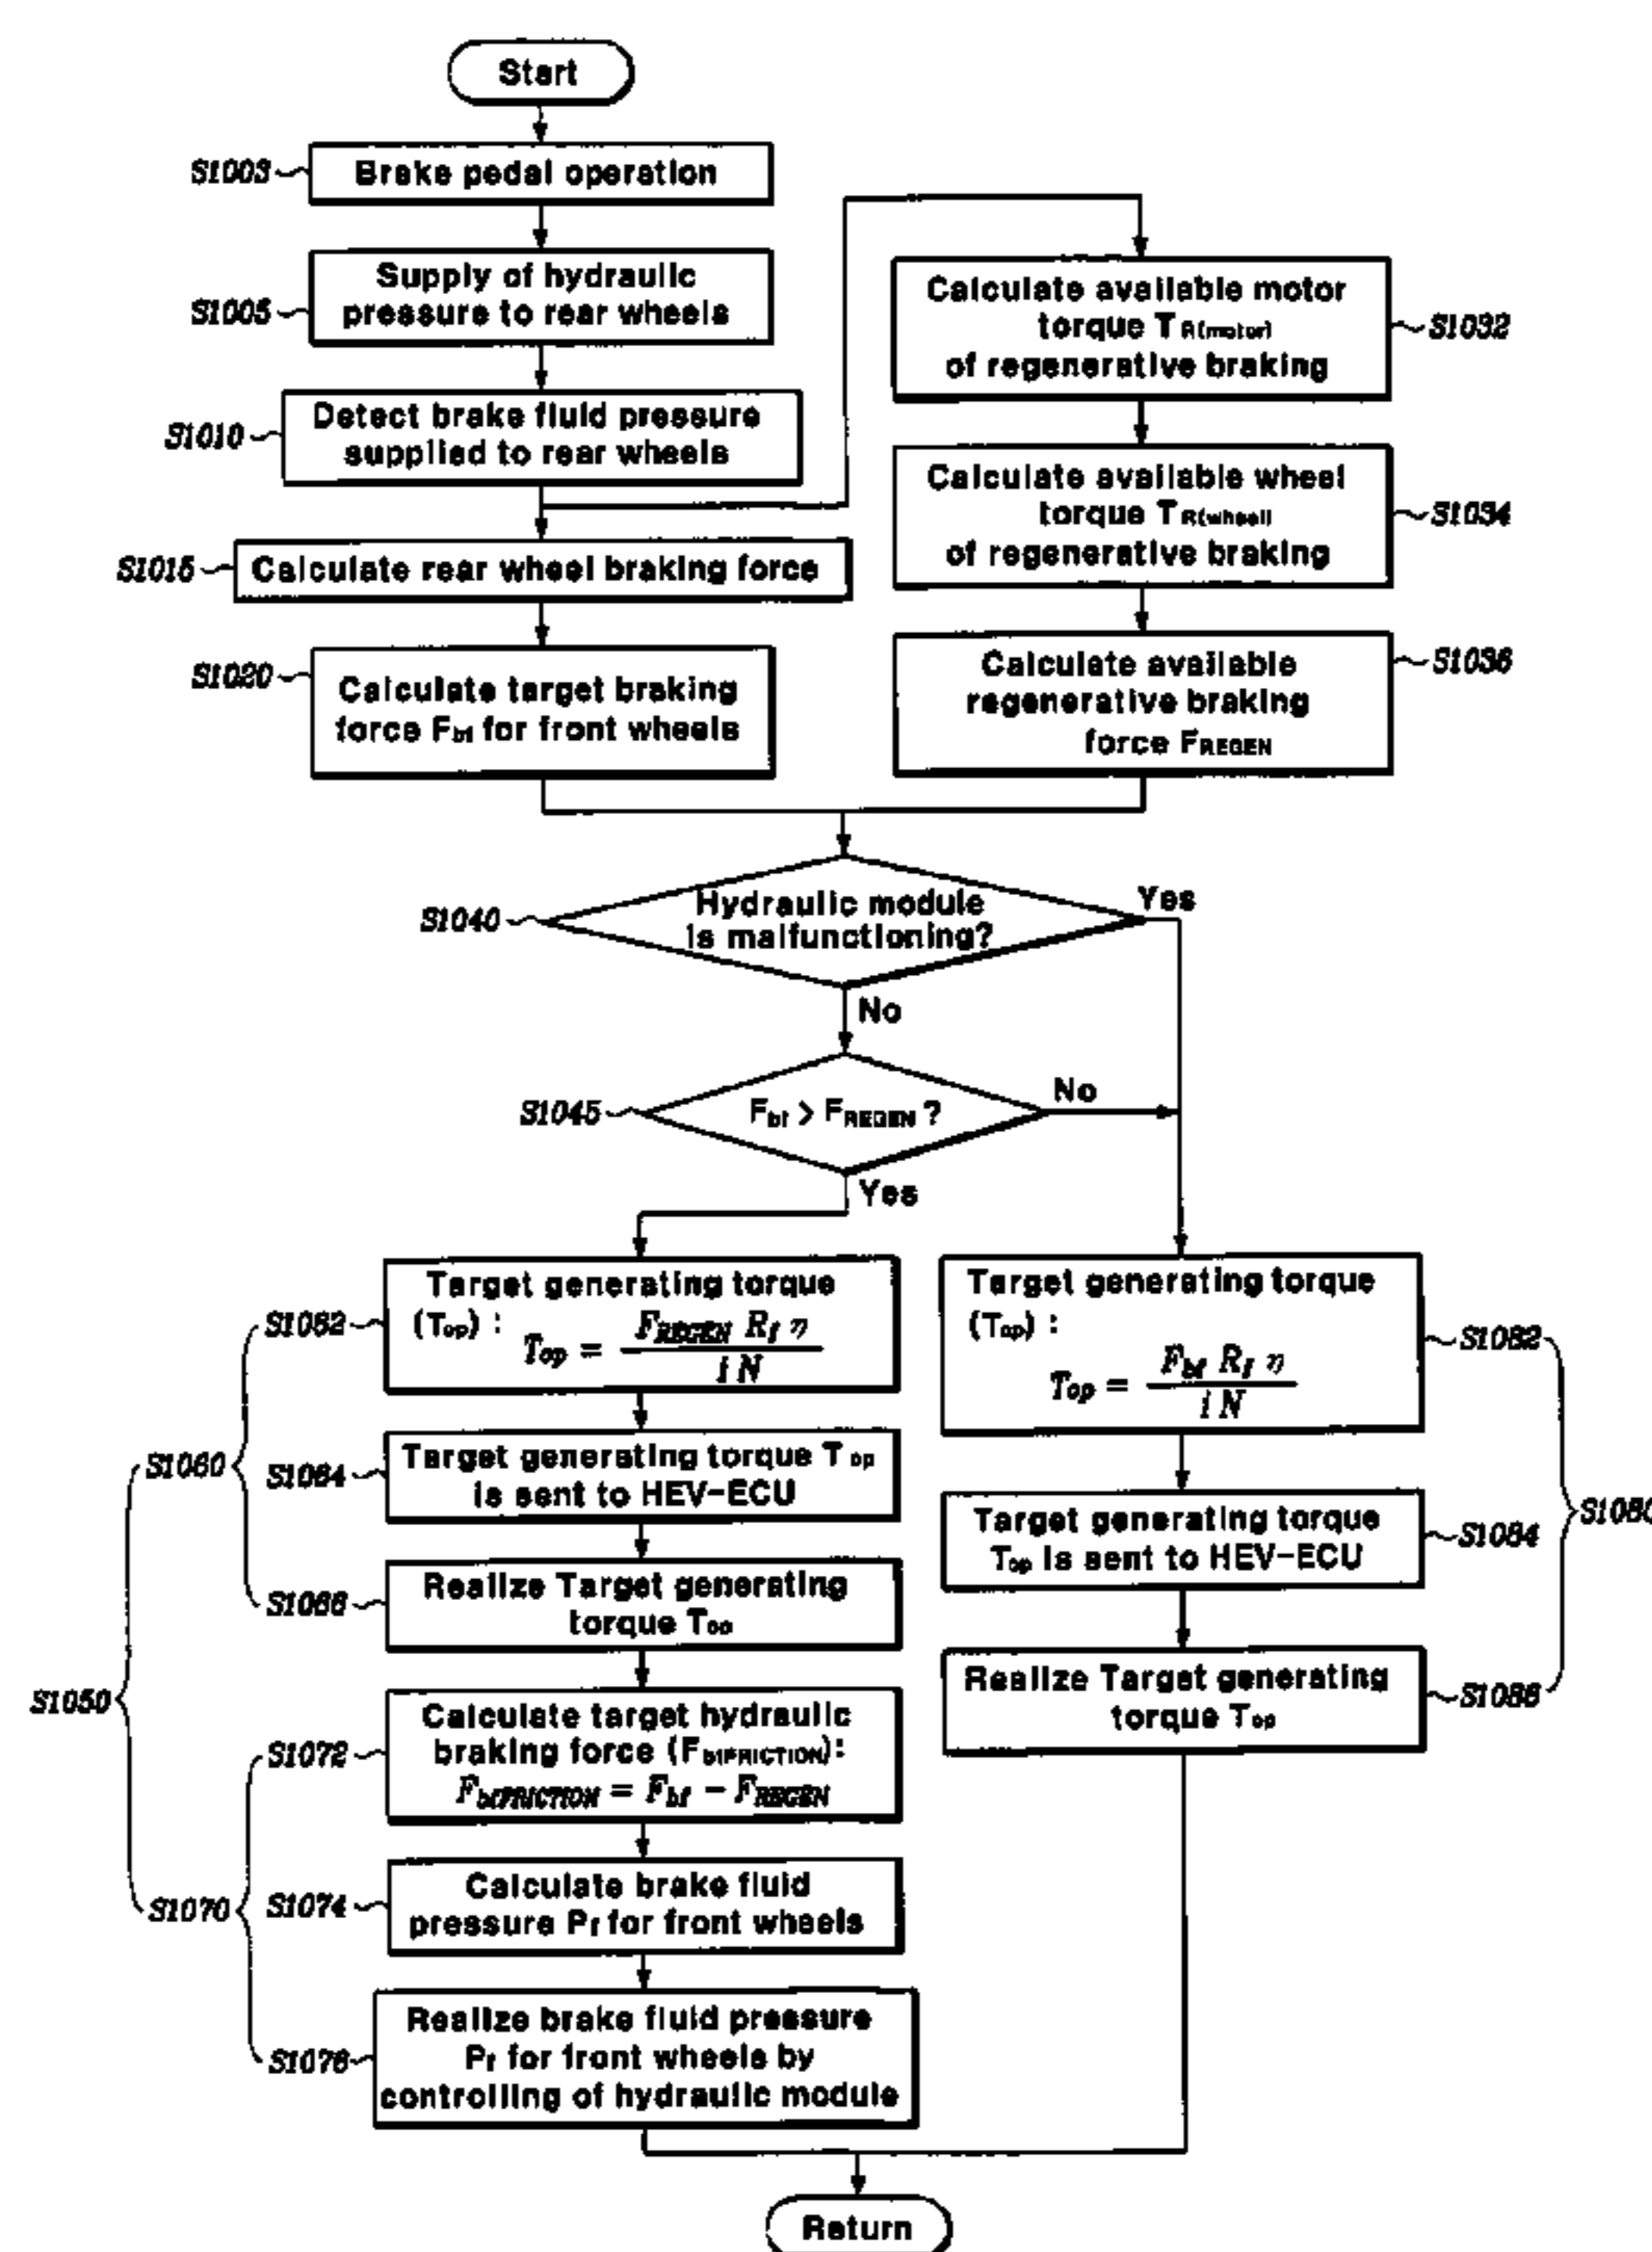 Start
S1003
Brake pedal operation
S1005
Supply of hydraulic
pressure to rear wheels
S1010
Detect brake fluid pressure
supplied to rear wheels
S1015
Calculate rear wheel braking force
S1020
Calculate target braking
force Fbf for front wheels
Calculate available motor
torque TR(motor)
of regenerative braking
S1032
Calculate available wheel
torque TR(wheel)
of regenerative braking
S1034
Calculate available
regenerative braking
force FREGEN
S1036
S1040
Hydraulic module
is malfunctioning?
Yes
No
S1045
Fbf > FREGEN ?
No
Yes
S1050
S1060
S1062
Target generating torque
(Top) :
Top = FREGEN Rf η / i N
S1064
Target generating torque Top
is sent to HEV-ECU
S1066
Realize Target generating
torque Top
S1070
S1072
Calculate target hydraulic
braking force (FbfFRICTION):
FbfFRICTION = Fbf − FREGEN
S1074
Calculate brake fluid
pressure Pf for front wheels
S1076
Realize brake fluid pressure
Pf for front wheels by
controlling of hydraulic module
Target generating torque
(Top) :
Top = Fbf Rf η / i N
S1082
Target generating torque
Top is sent to HEV-ECU
S1084
Realize Target generating
torque Top
S1086
S1080
Return